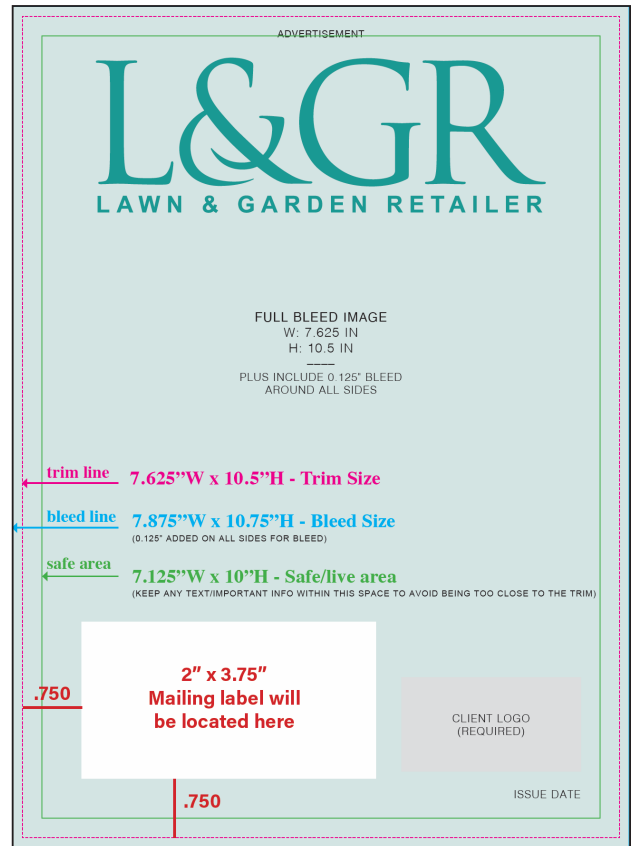 ADVERTISEMENT
L&GR
LAWN & GARDEN RETAILER
FULL BLEED IMAGE
W: 7.625 IN
H: 10.5 IN
PLUS INCLUDE 0.125" BLEED
AROUND ALL SIDES
trim line
7.625”W x 10.5”H - Trim Size
bleed line
7.875”W x 10.75”H - Bleed Size
(0.125" ADDED ON ALL SIDES FOR BLEED)
safe area
7.125”W x 10”H - Safe/live area
(KEEP ANY TEXT/IMPORTANT INFO WITHIN THIS SPACE TO AVOID BEING TOO CLOSE TO THE TRIM)
2” x 3.75”
Mailing label will
be located here
.750
CLIENT LOGO
(REQUIRED)
.750
ISSUE DATE